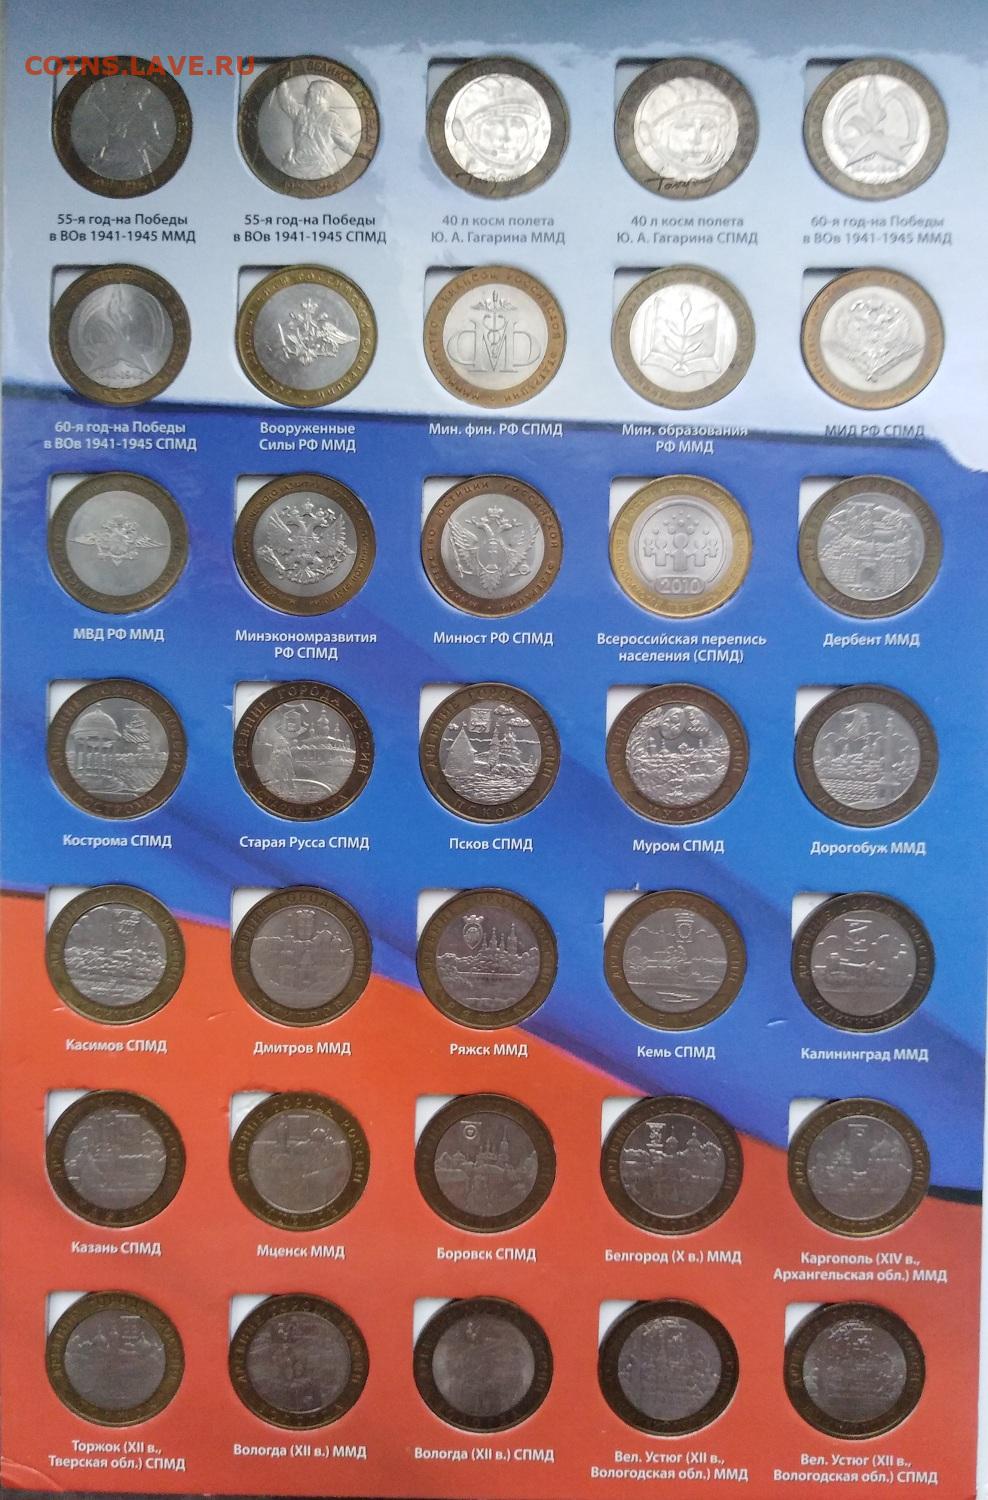 COINS.LAVE.RU
55-я год-на Победы
в ВОв 1941-1945 ММД
55-я год-на Победы
в ВОв 1941-1945 СПМД
40 л косм полета
Ю. А. Гагарина ММД
40 л косм полета
Ю. А. Гагарина СПМД
60-я год-на Победы
в ВОв 1941-1945 ММД
60-я год-на Победы
в ВОв 1941-1945 СПМД
Вооруженные
Силы РФ ММД
Мин. фин. РФ СПМД
Мин. образования
РФ ММД
МИД РФ СПМД
2010
МВД РФ ММД
Минэкономразвития
РФ СПМД
Минюст РФ СПМД
Всероссийская перепись
населения (СПМД)
Дербент ММД
Кострома СПМД
Старая Русса СПМД
Псков СПМД
Муром СПМД
Дорогобуж ММД
Касимов СПМД
Дмитров ММД
Ряжск ММД
Кемь СПМД
Калининград ММД
Казань СПМД
Мценск ММД
Боровск СПМД
Белгород (X в.) ММД
Каргополь (XIV в.,
Архангельская обл.) ММД
Торжок (XII в.,
Тверская обл.) СПМД
Вологда (XII в.) ММД
Вологда (XII в.) СПМД
Вел. Устюг (XII в.,
Вологодская обл.) ММД
Вел. Устюг (XII в.,
Вологодская обл.) СПМД